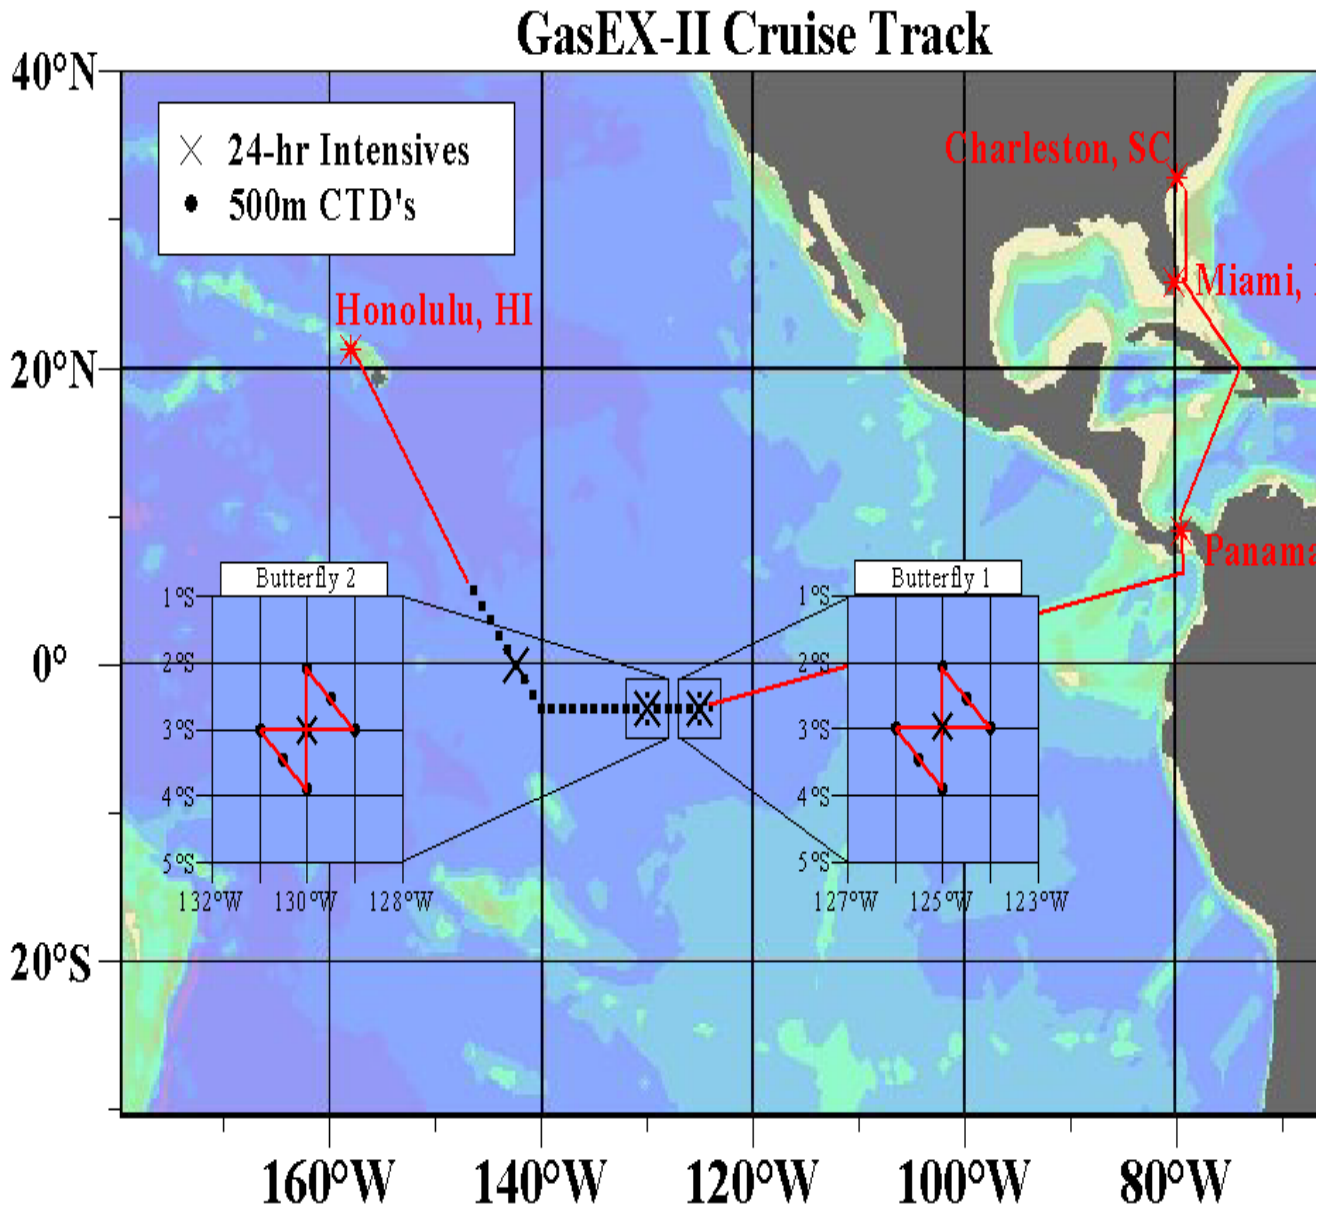 GasEX-II Cruise Track
40°N
24-hr Intensives
500m CTD's
Charleston, SC
Miami,
Honolulu, HI
20°N
Panama
Butterfly 2
Butterfly 1
1°S
1°S
0°
2°S
2°S
3°S
3°S
4°S
4°S
5°S
5°S
132°W 130°W 128°W
127°W 125°W 123°W
20°S
160°W 140°W 120°W 100°W 80°W